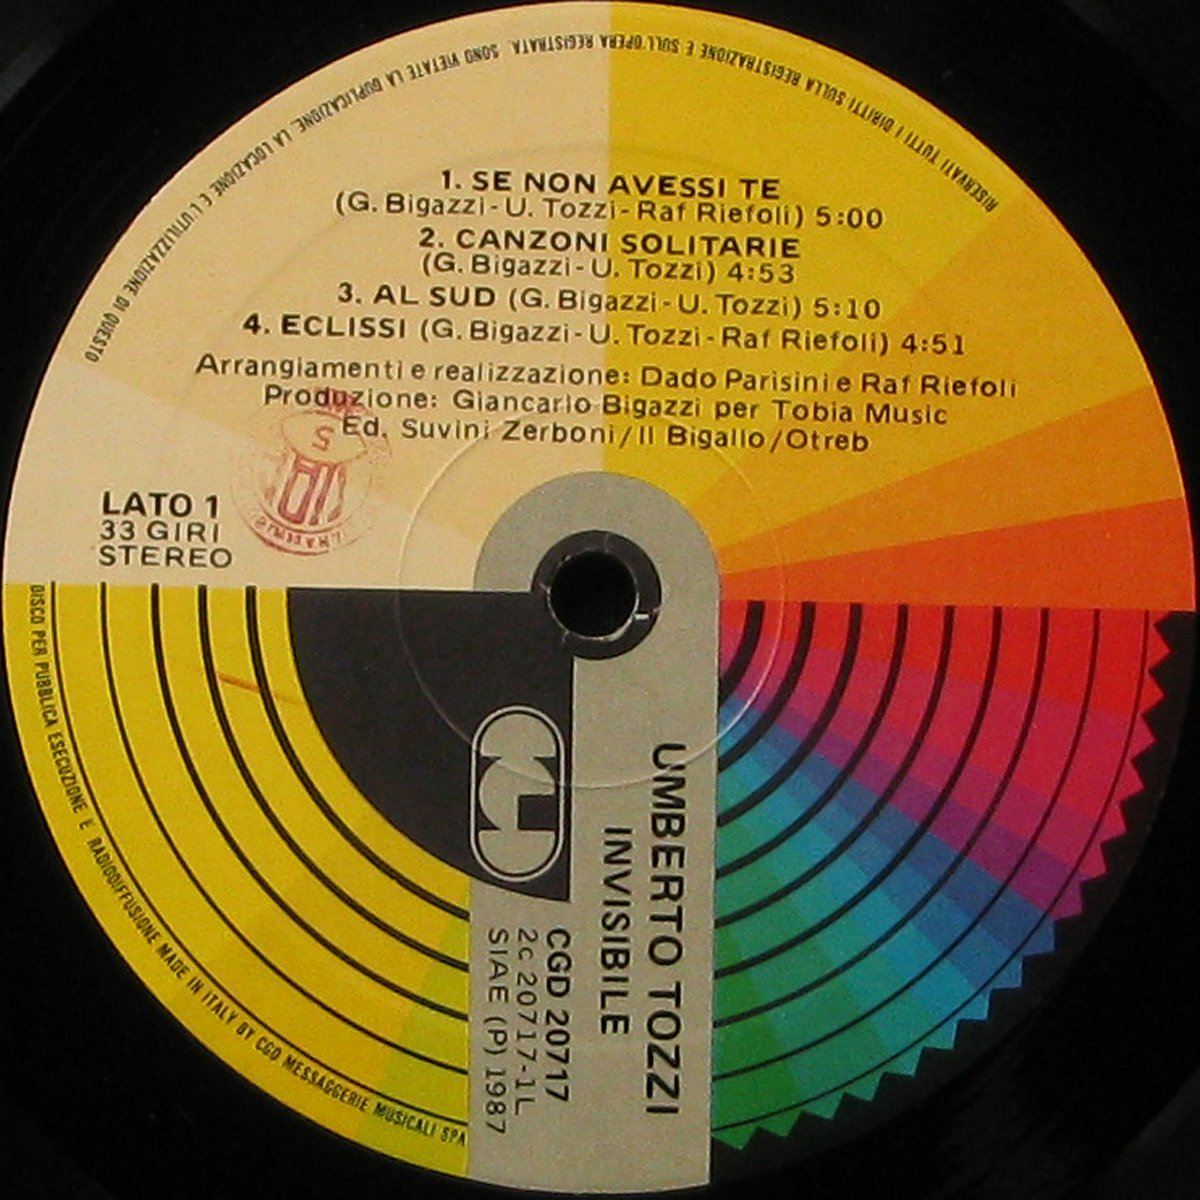 RISERVATI TUTTI I DIRITTI SULLA REGISTRAZIONE E SULL'OPERA REGISTRATA. SONO VIETATE LA DUPLICAZIONE, LA LOCAZIONE E L'UTILIZZAZIONE DI QUESTO
DISCO PER PUBBLICA ESECUZIONE E RADIODIFFUSIONE MADE IN ITALY BY CGD MESSAGGERIE MUSICALI SPA
1. SE NON AVESSI TE
(G. Bigazzi-U. Tozzi-Raf Riefoli) 5:00
2. CANZONI SOLITARIE
(G. Bigazzi-U. Tozzi) 4:53
3. AL SUD (G. Bigazzi-U. Tozzi) 5:10
4. ECLISSI (G. Bigazzi-U. Tozzi-Raf Riefoli) 4:51
Arrangiamenti e realizzazione: Dado Parisini e Raf Riefoli
Produzione: Giancarlo Bigazzi per Tobia Music
Ed. Suvini Zerboni/Il Bigallo/Otreb
LATO 1
33 GIRI
STEREO
UMBERTO TOZZI
INVISIBILE
CGD 20717
2c 20717-1L
SIAE (P) 1987